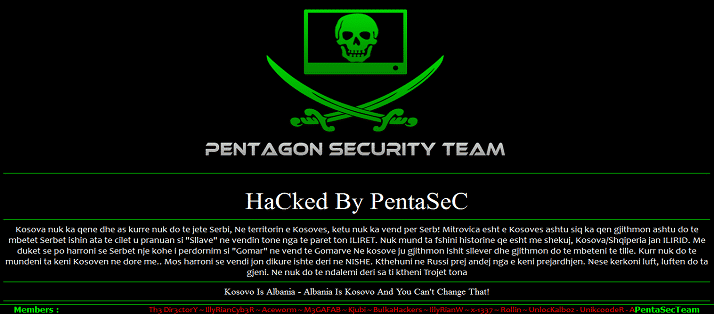 PENTAGON SECURITY TEAM
HaCked By PentaSeC
Kosova nuk ka qene dhe as kurre nuk do te jete Serbi, Ne territorin e Kosoves, ketu nuk ka vend per Serb! Mitrovica esht e Kosoves ashtu siq ka qen gjithmon ashtu do te
mbetet Serbet ishin ata te cilet u pranuan si "Sllave" ne vendin tone nga te paret ton ILIRET. Nuk mund ta fshini historine qe esht me shekuj, Kosova/Shqiperia jan ILIRID. Me
duket se po harroni se Serbet nje kohe i perdornim si "Gomar" ne vend te Gomarve Ne kosove ju gjithmon ishit sllever dhe gjithmon do te mbeteni te tille. Kurr nuk do te
mundeni ta keni Kosoven ne dore me.. Mos harroni se vendi jon dikure ishte deri ne NISHE. Kthehuni ne Russi prej andej nga e keni prejardhjen. Nese kerkoni luft, luften do ta
gjeni. Ne nuk do te ndalemi deri sa ti ktheni Trojet tona
Kosovo Is Albania - Albania Is Kosovo And You Can't Change That!
Members : Th3 Dir3ctorY - IllyRianCyb3R - Aceworm - M3GAFAB - Kjubi - PulkaHackers - - x-1337 - Rollin - PentaSecTeam